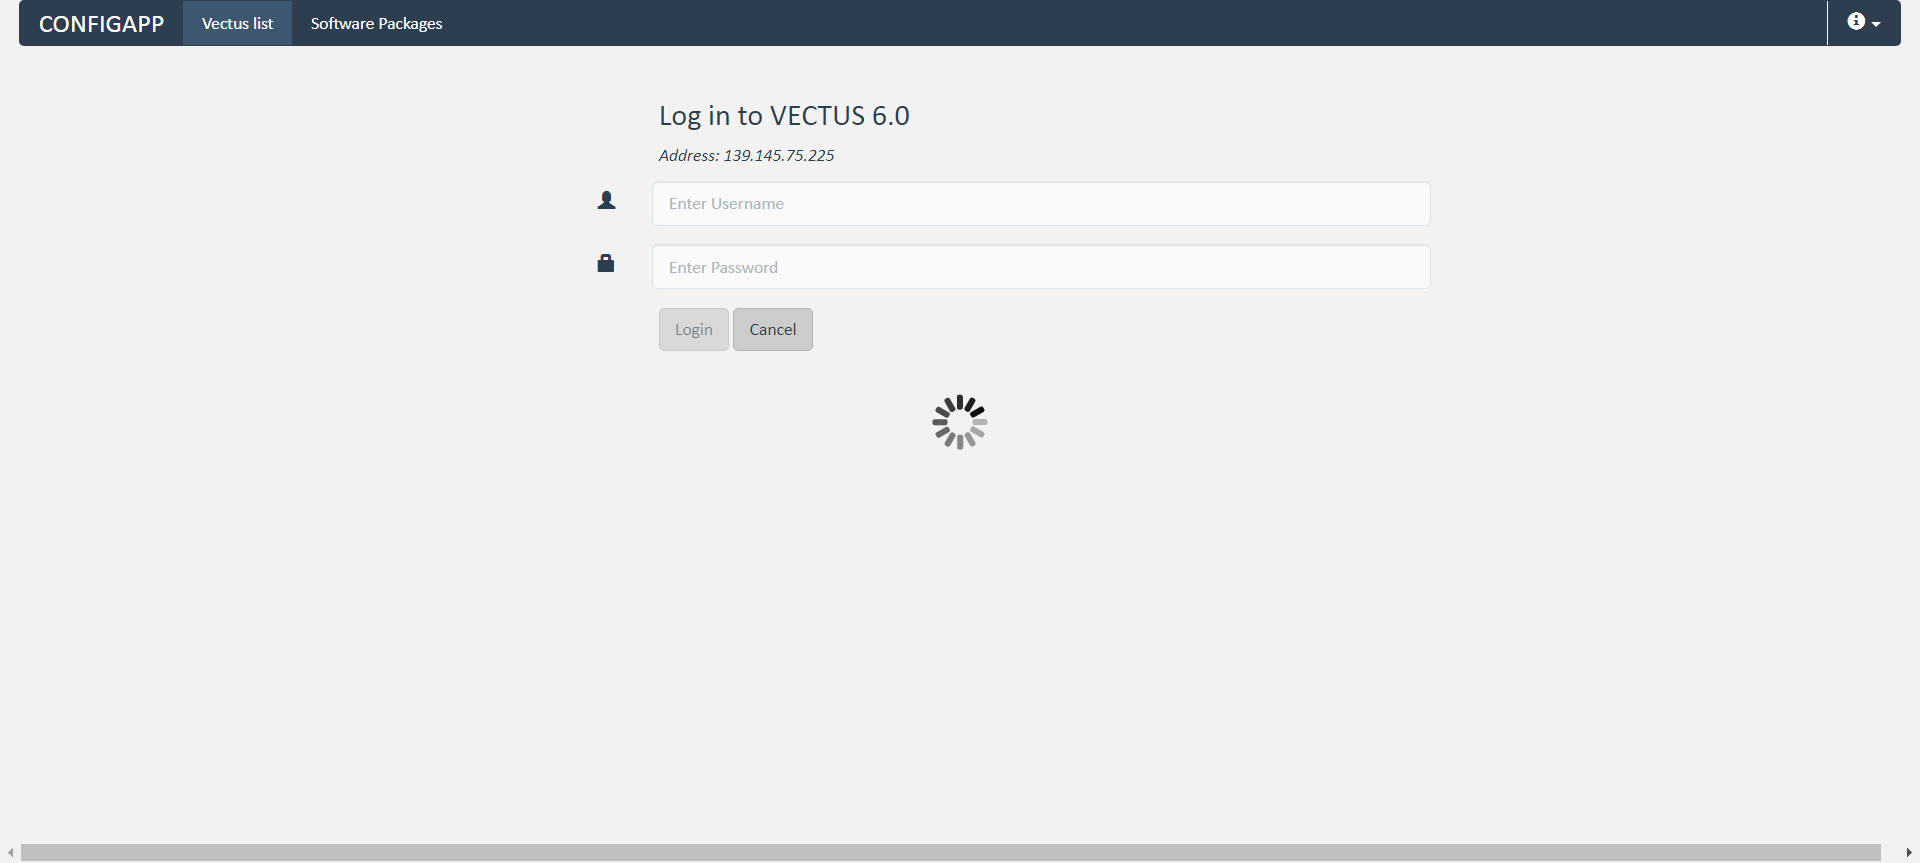 CONFIGAPP Vectus list Software Packages
Log in to VECTUS 6.0
Address: 139.145.75.225
Enter Username
Enter Password
Login Cancel